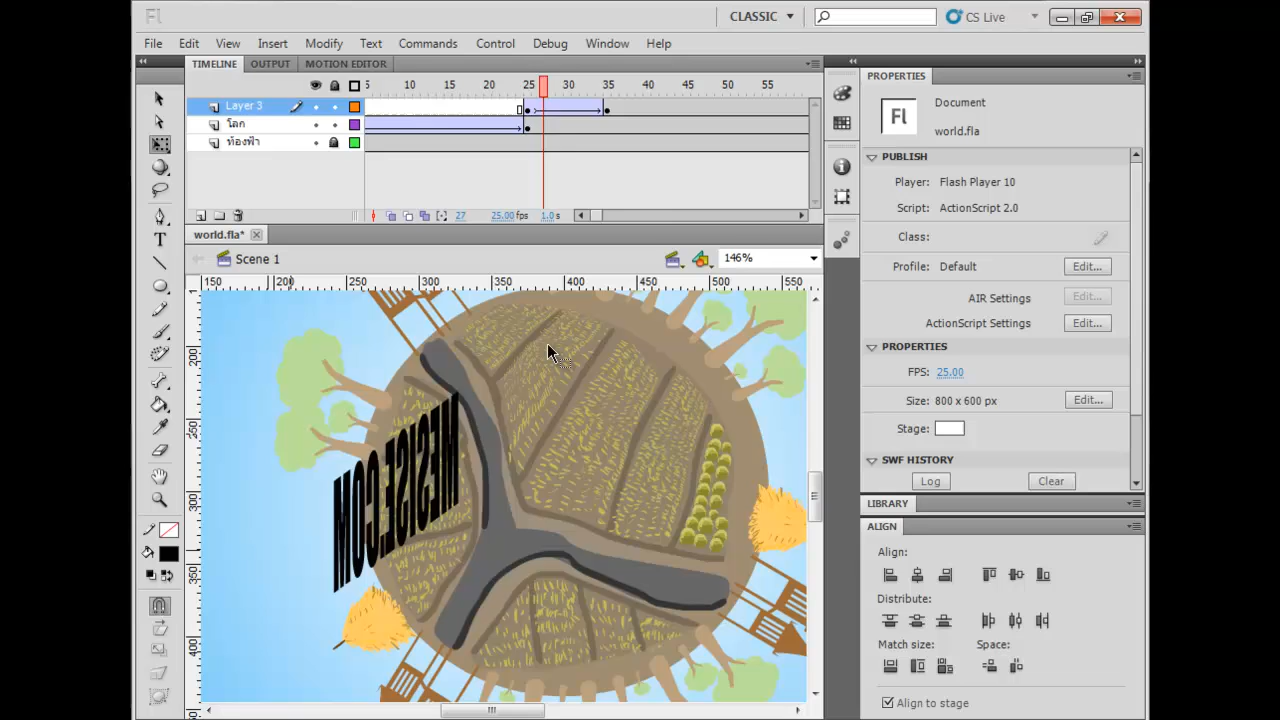 Fl CLASSIC CS Live
File Edit View Insert Modify Text Commands Control Debug Window Help
TIMELINE OUTPUT MOTION EDITOR
5 10 15 20 25 30 35 40 45 50 55
Layer 3
โลก
ท้องฟ้า
27 25.00 fps 1.0 s
world.fla*
Scene 1 146%
150 200 250 300 350 400 450 500 550
200
250
300
350
400
MESISFCOM
PROPERTIES
Fl Document
world.fla
PUBLISH
Player: Flash Player 10
Script: ActionScript 2.0
Class:
Profile: Default Edit...
AIR Settings Edit...
ActionScript Settings Edit...
PROPERTIES
FPS: 25.00
Size: 800 x 600 px Edit...
Stage:
SWF HISTORY
Log Clear
LIBRARY
ALIGN
Align:
Distribute:
Match size: Space:
Align to stage